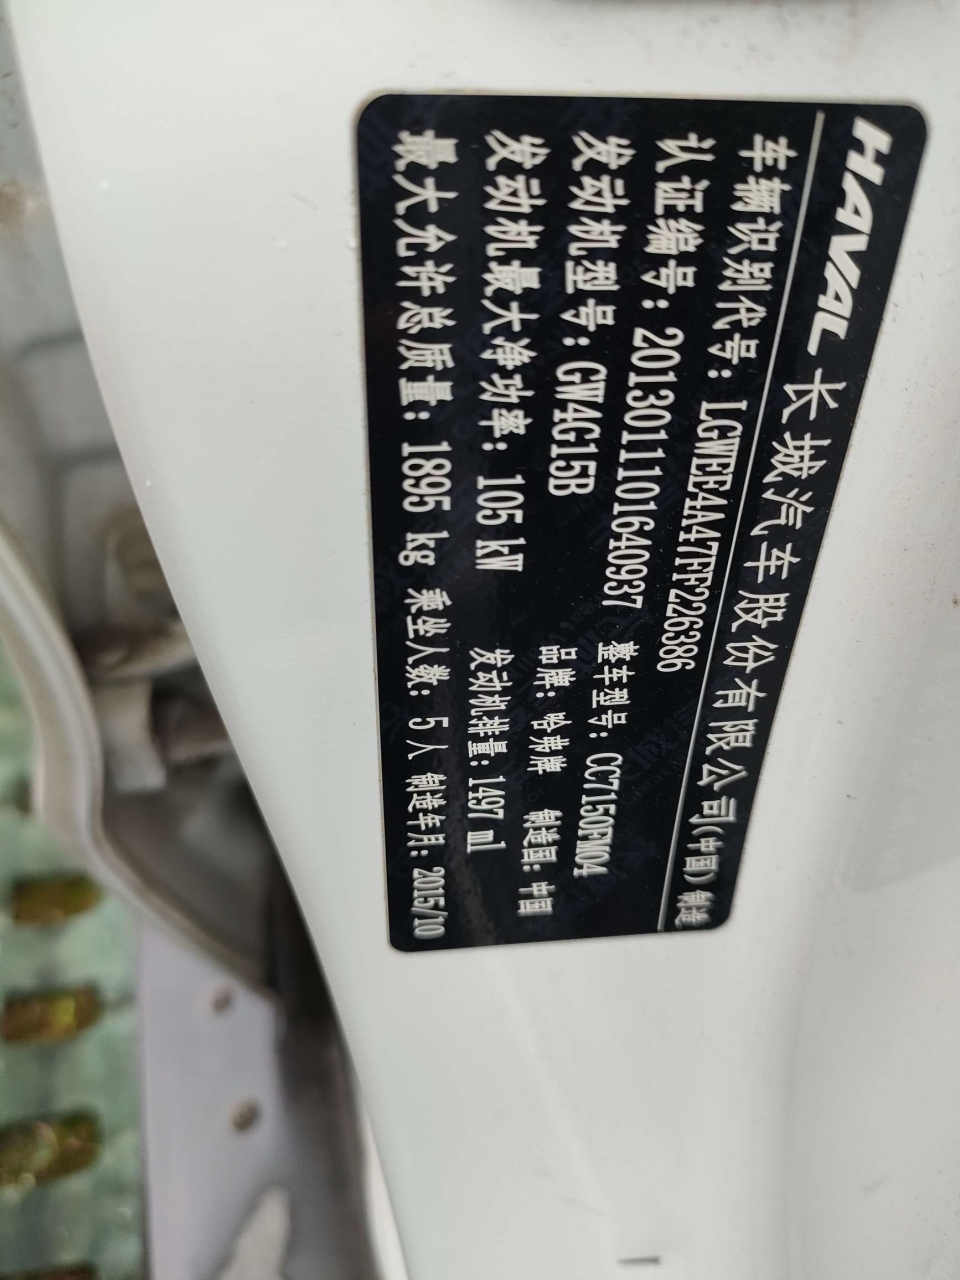 HAVAL 长城汽车股份有限公司(中国)制造
车辆识别代号：LGWEE4A47FF226386
认证编号：2013011101640937 整车型号：CC7150FM04
发动机型号：GW4G15B 品牌：哈弗牌 制造国：中国
发动机最大净功率：105 kW 发动机排量：1497 ml
最大允许总质量：1895 kg 乘坐人数：5人 制造年月：2015/10